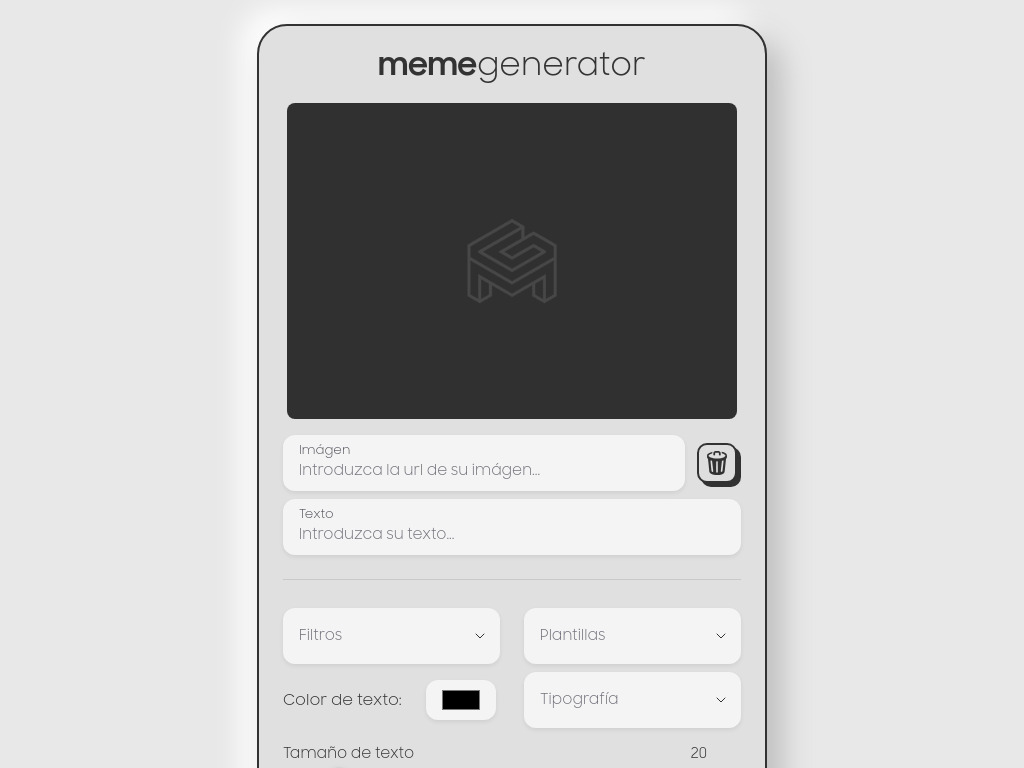 memegenerator
Imágen
Introduzca la url de su imágen...
Texto
Introduzca su texto...
Filtros
Plantillas
Color de texto:
Tipografía
Tamaño de texto 20